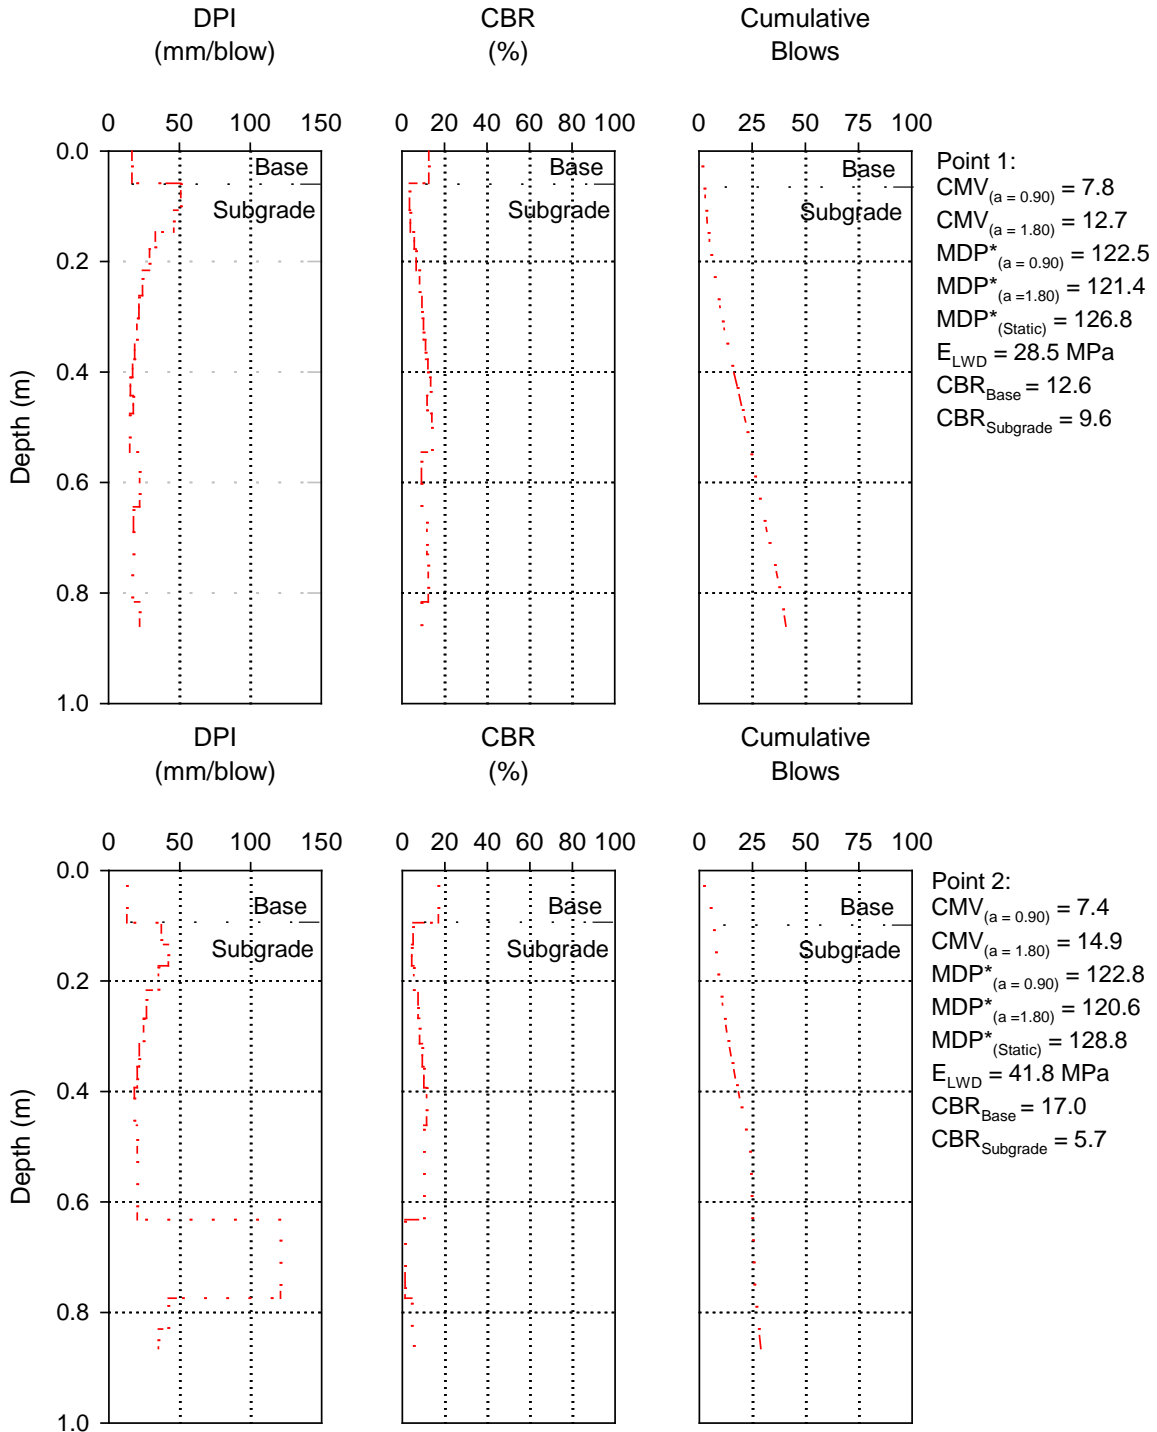 DPI
(mm/blow)
CBR
(%)
Cumulative
Blows
0 50 100 150
0 20 40 60 80 100
0 25 50 75 100
0.0
0.2
0.4
0.6
0.8
1.0
Depth (m)
Base
Subgrade
Base
Subgrade
Point 1:
CMV(a = 0.90) = 7.8
CMV(a = 1.80) = 12.7
MDP*(a = 0.90) = 122.5
MDP*(a =1.80) = 121.4
MDP*(Static) = 126.8
ELWD = 28.5 MPa
CBRBase = 12.6
CBRSubgrade = 9.6
DPI
(mm/blow)
CBR
(%)
Cumulative
Blows
0 50 100 150
0 20 40 60 80 100
0 25 50 75 100
0.0
0.2
0.4
0.6
0.8
1.0
Depth (m)
Base
Subgrade
Base
Subgrade
Base
Subgrade
Point 2:
CMV(a = 0.90) = 7.4
CMV(a = 1.80) = 14.9
MDP*(a = 0.90) = 122.8
MDP*(a =1.80) = 120.6
MDP*(Static) = 128.8
ELWD = 41.8 MPa
CBRBase = 17.0
CBRSubgrade = 5.7